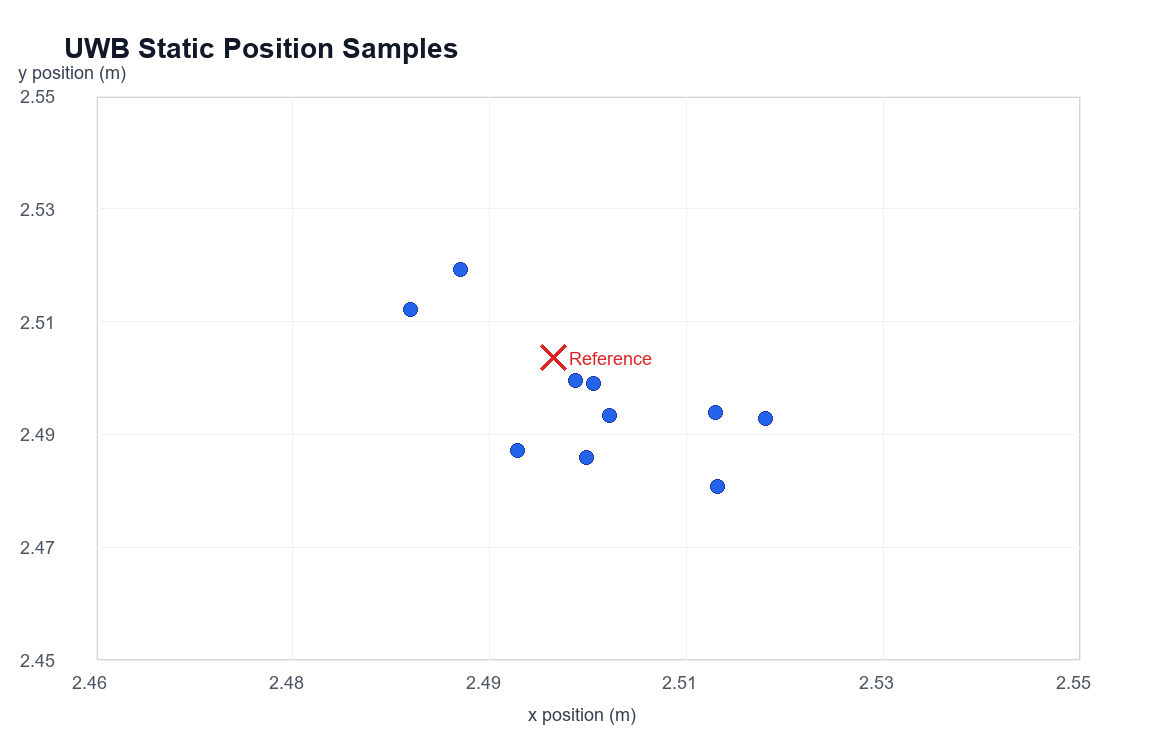 UWB Static Position Samples
y position (m)
2.55
2.53
2.51
Reference
2.49
2.47
2.45
2.46 2.48 2.49 2.51 2.53 2.55
x position (m)